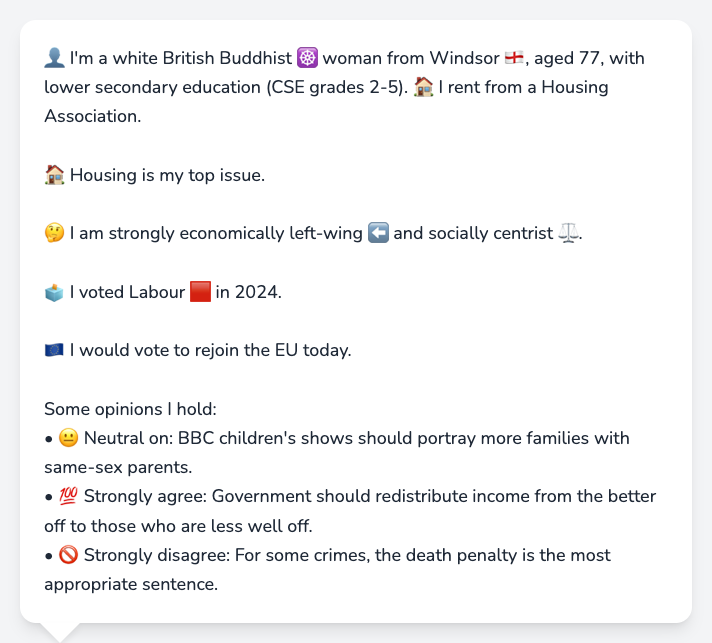 👤 I'm a white British Buddhist ☸️ woman from Windsor 🏴󠁧󠁢󠁥󠁮󠁧󠁿, aged 77, with
lower secondary education (CSE grades 2-5). 🏠 I rent from a Housing
Association.
🏠 Housing is my top issue.
🤔 I am strongly economically left-wing ⬅️ and socially centrist ⚖️.
🗳️ I voted Labour 🟥 in 2024.
🇪🇺 I would vote to rejoin the EU today.
Some opinions I hold:
• 😐 Neutral on: BBC children's shows should portray more families with
same-sex parents.
• 💯 Strongly agree: Government should redistribute income from the better
off to those who are less well off.
• 🚫 Strongly disagree: For some crimes, the death penalty is the most
appropriate sentence.